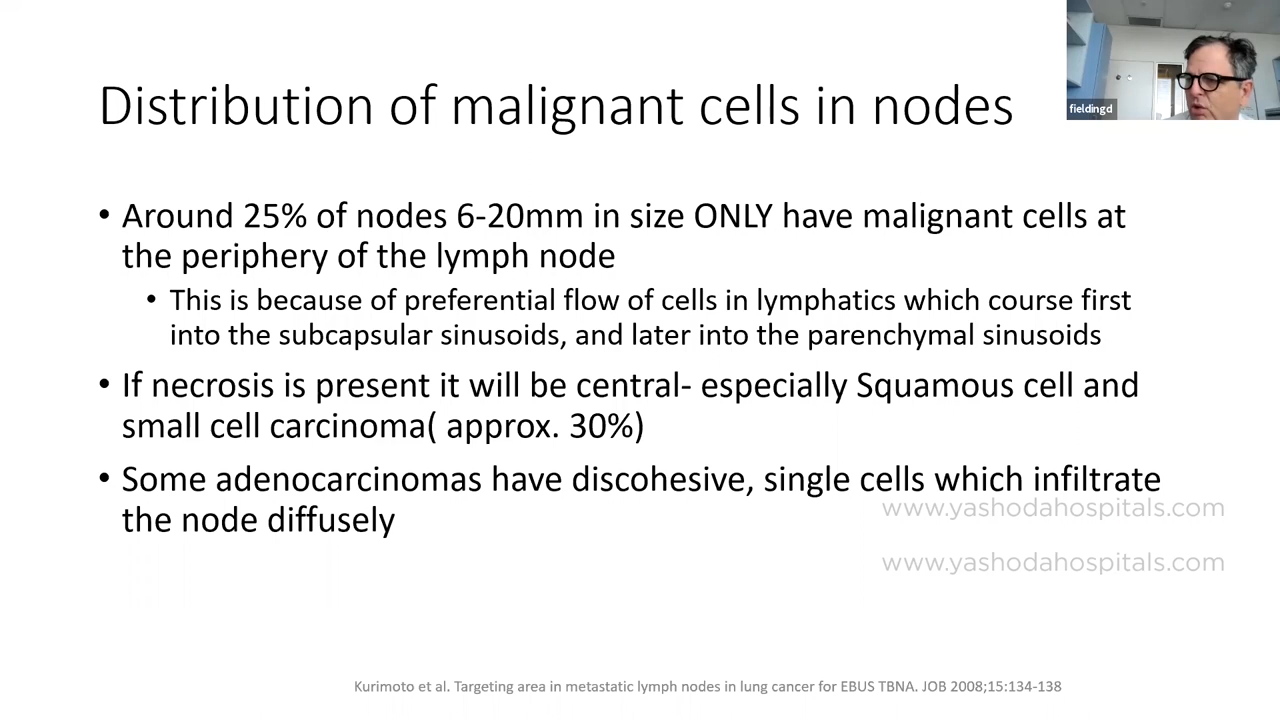 Distribution of malignant cells in nodes
fieldingd
• Around 25% of nodes 6-20mm in size ONLY have malignant cells at
the periphery of the lymph node
• This is because of preferential flow of cells in lymphatics which course first
into the subcapsular sinusoids, and later into the parenchymal sinusoids
• If necrosis is present it will be central- especially Squamous cell and
small cell carcinoma( approx. 30%)
• Some adenocarcinomas have discohesive, single cells which infiltrate
the node diffusely
www.yashodahospitals.com
www.yashodahospitals.com
Kurimoto et al. Targeting area in metastatic lymph nodes in lung cancer for EBUS TBNA. JOB 2008;15:134-138